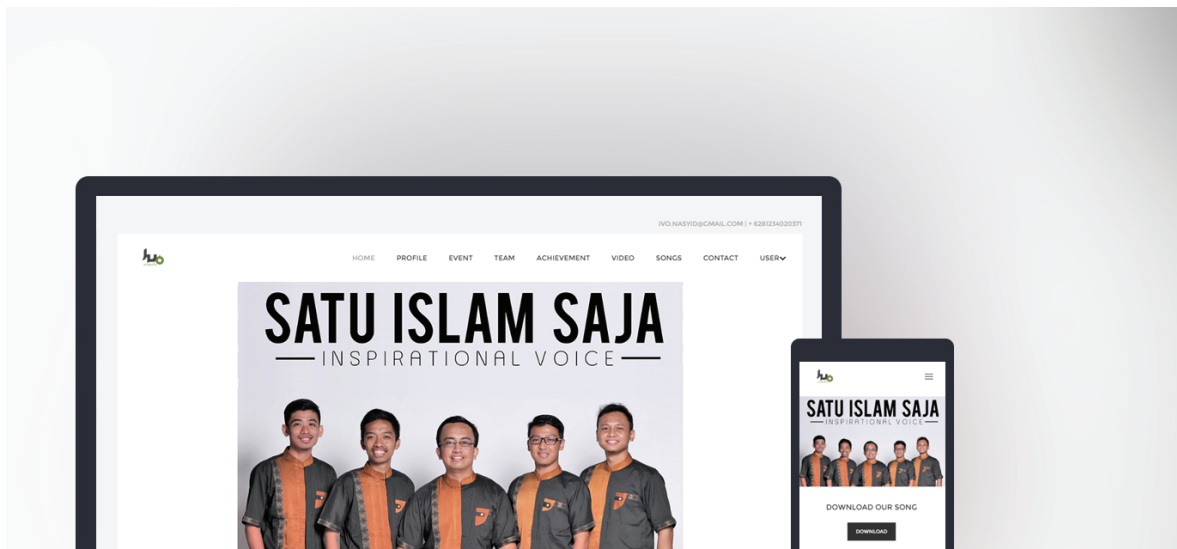 IVO.NASYID@GMAIL.COM | + 6281234020371
HOME PROFILE EVENT TEAM ACHIEVEMENT VIDEO SONGS CONTACT USER
SATU ISLAM SAJA
INSPIRATIONAL VOICE
SATU ISLAM SAJA
INSPIRATIONAL VOICE
DOWNLOAD OUR SONG
DOWNLOAD